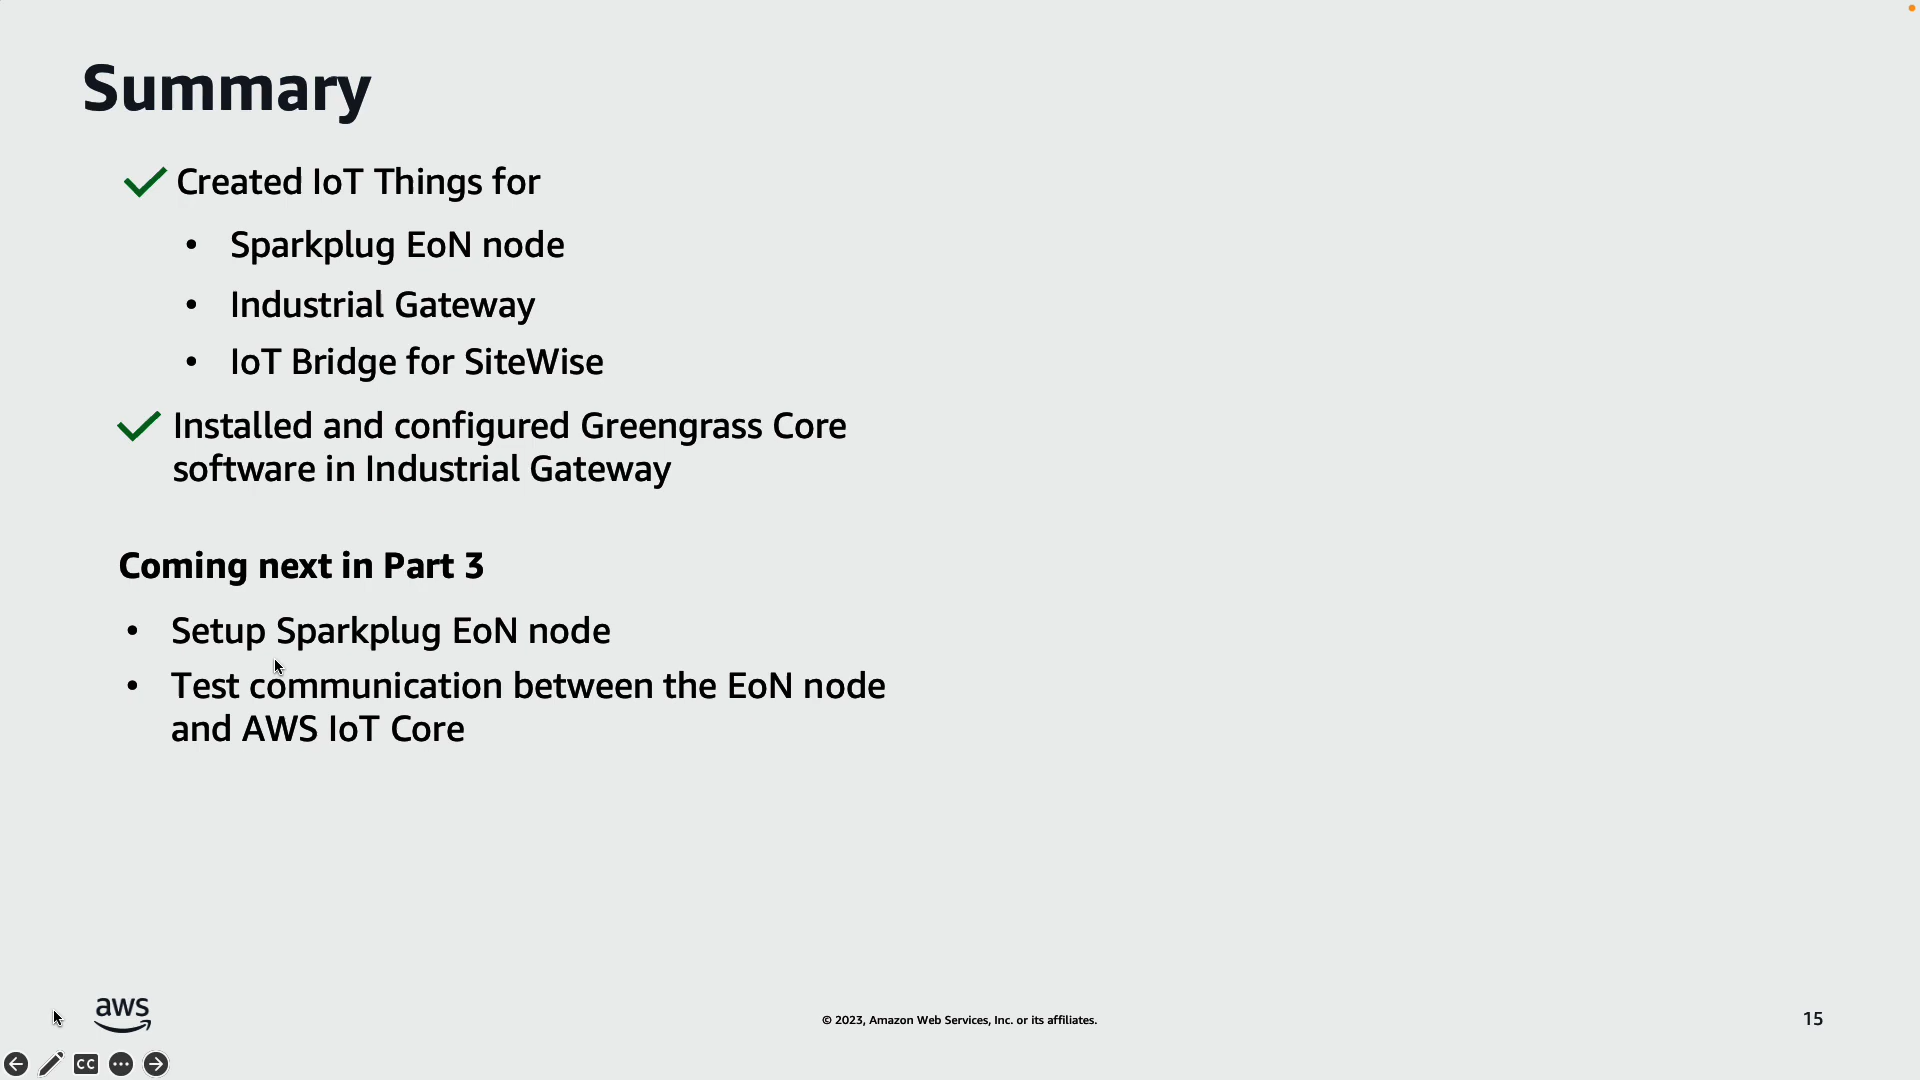 Summary
Created IoT Things for
• Sparkplug EoN node
• Industrial Gateway
• IoT Bridge for SiteWise
Installed and configured Greengrass Core
software in Industrial Gateway
Coming next in Part 3
• Setup Sparkplug EoN node
• Test communication between the EoN node
and AWS IoT Core
aws
© 2023, Amazon Web Services, Inc. or its affiliates.
15
CC